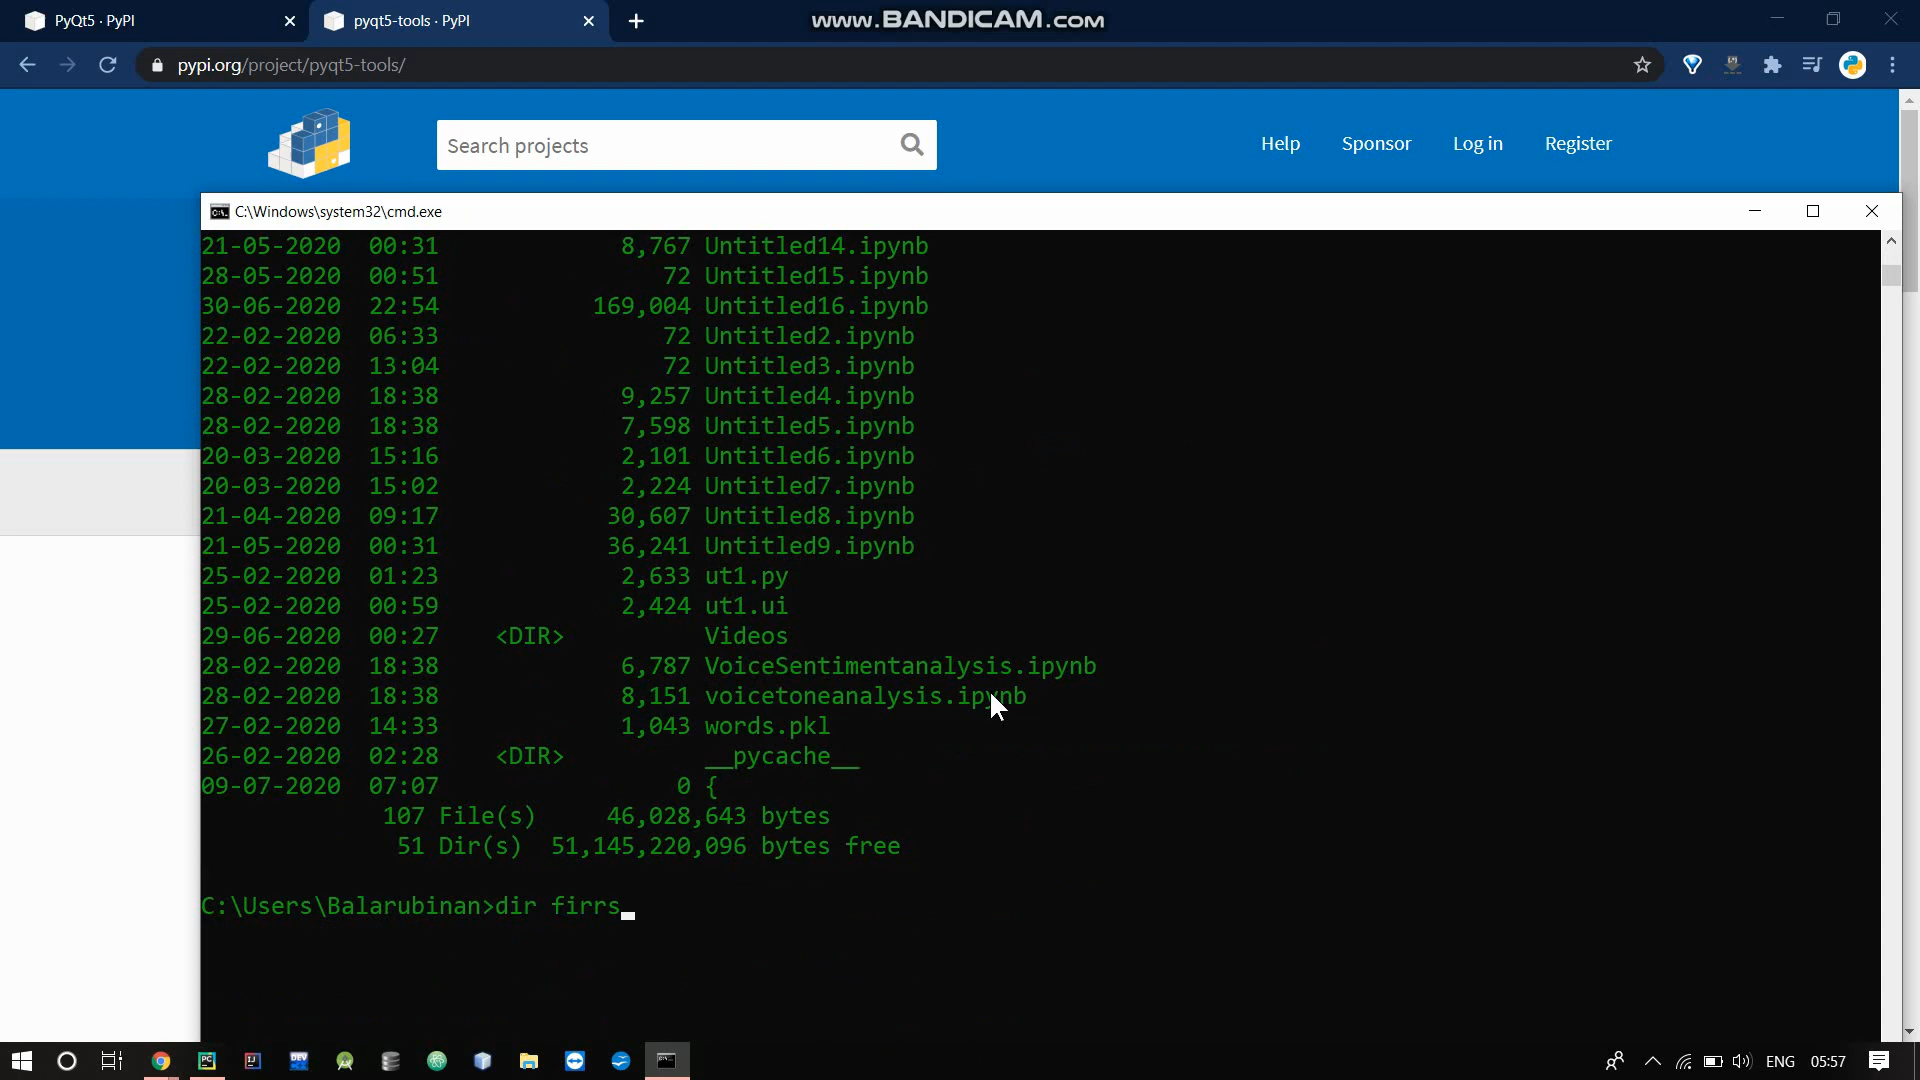 PyQt5 · PyPI
pyqt5-tools · PyPI
www.BANDICAM.com
pypi.org/project/pyqt5-tools/
Search projects
Help
Sponsor
Log in
Register
C:\Windows\system32\cmd.exe
21-05-2020 00:31 8,767 Untitled14.ipynb
28-05-2020 00:51 72 Untitled15.ipynb
30-06-2020 22:54 169,004 Untitled16.ipynb
22-02-2020 06:33 72 Untitled2.ipynb
22-02-2020 13:04 72 Untitled3.ipynb
28-02-2020 18:38 9,257 Untitled4.ipynb
28-02-2020 18:38 7,598 Untitled5.ipynb
20-03-2020 15:16 2,101 Untitled6.ipynb
20-03-2020 15:02 2,224 Untitled7.ipynb
21-04-2020 09:17 30,607 Untitled8.ipynb
21-05-2020 00:31 36,241 Untitled9.ipynb
25-02-2020 01:23 2,633 ut1.py
25-02-2020 00:59 2,424 ut1.ui
29-06-2020 00:27 <DIR> Videos
28-02-2020 18:38 6,787 VoiceSentimentanalysis.ipynb
28-02-2020 18:38 8,151 voicetoneanalysis.ipynb
27-02-2020 14:33 1,043 words.pkl
26-02-2020 02:28 <DIR> __pycache__
09-07-2020 07:07 0 {
107 File(s) 46,028,643 bytes
51 Dir(s) 51,145,220,096 bytes free
C:\Users\Balarubinan>dir firrs_
PC
IJ
DEV
ENG
05:57